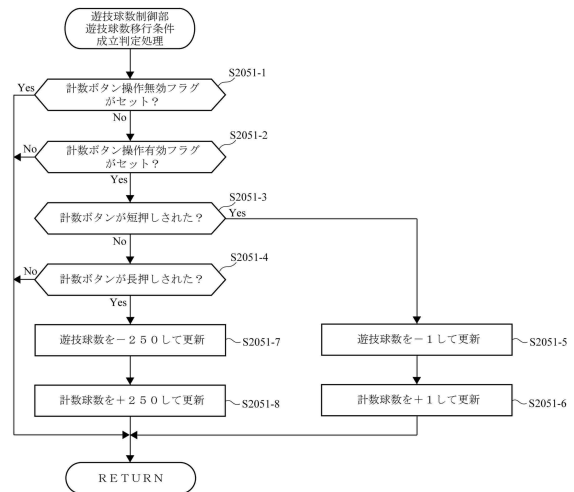 遊技球数制御部
遊技球数移行条件
成立判定処理
S2051-1
Yes
計数ボタン操作無効フラグ
がセット？
No
S2051-2
No
計数ボタン操作有効フラグ
がセット？
Yes
S2051-3
計数ボタンが短押しされた？
Yes
No
S2051-4
No
計数ボタンが長押しされた？
Yes
遊技球数を－２５０して更新
S2051-7
遊技球数を－１して更新
S2051-5
計数球数を＋２５０して更新
S2051-8
計数球数を＋１して更新
S2051-6
ＲＥＴＵＲＮ